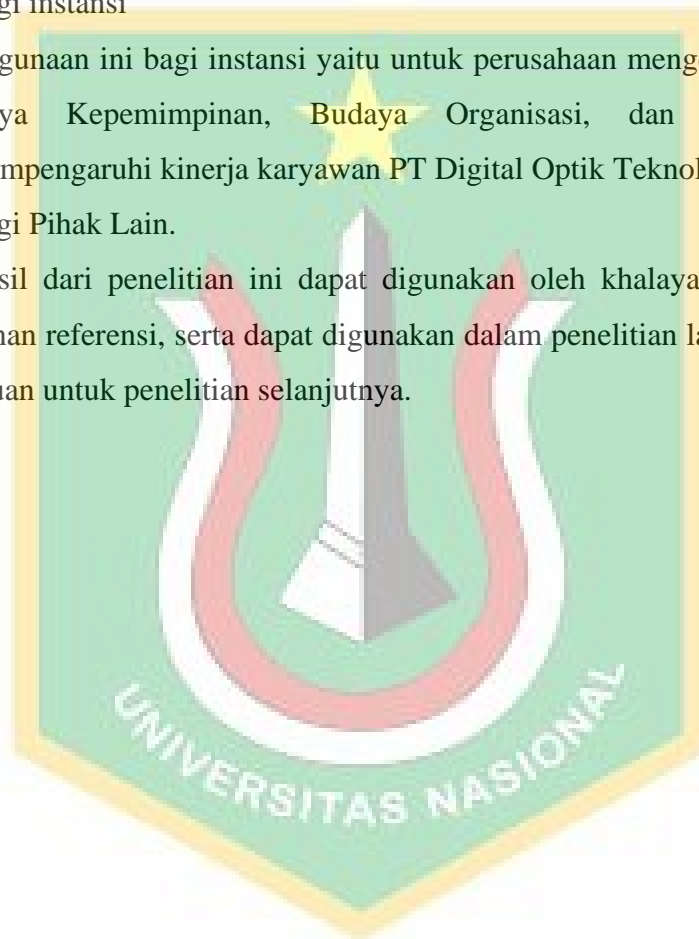 gi instansi
gunaan ini bagi instansi yaitu untuk perusahaan meng
ya Kepemimpinan, Budaya Organisasi, dan
mpengaruhi kinerja karyawan PT Digital Optik Teknol
gi Pihak Lain.
sil dari penelitian ini dapat digunakan oleh khalaya
an referensi, serta dapat digunakan dalam penelitian la
uan untuk penelitian selanjutnya.
UNIVERSITAS NASIONAL